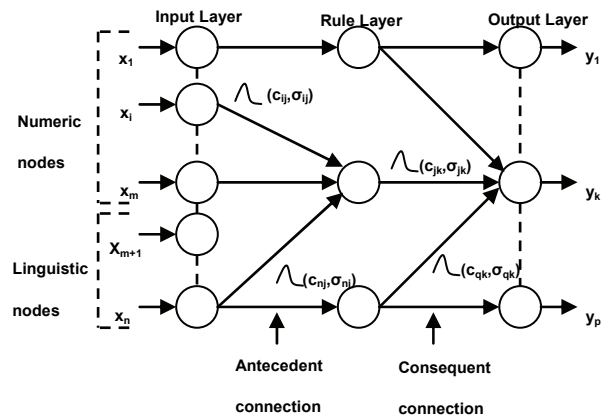 Input Layer Rule Layer Output Layer
x1 y1
(cij,σij)
xi
Numeric
nodes
(cjk,σjk)
xm yk
Xm+1
Linguistic
nodes
(cnj,σnj) (cqk,σqk)
xn yp
Antecedent
connection
Consequent
connection